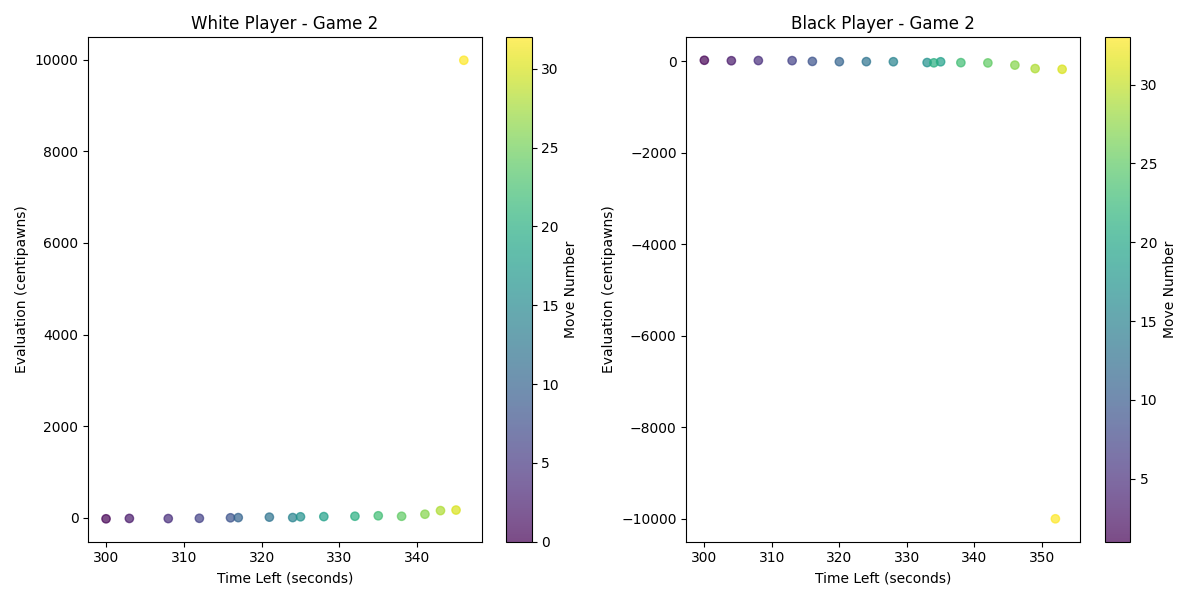 White Player - Game 2
10000
8000
6000
4000
2000
0
Evaluation (centipawns)
300 310 320 330 340
Time Left (seconds)
30
25
20
15
10
5
0
Move Number
Black Player - Game 2
0
−2000
−4000
−6000
−8000
−10000
Evaluation (centipawns)
300 310 320 330 340 350
Time Left (seconds)
30
25
20
15
10
5
Move Number